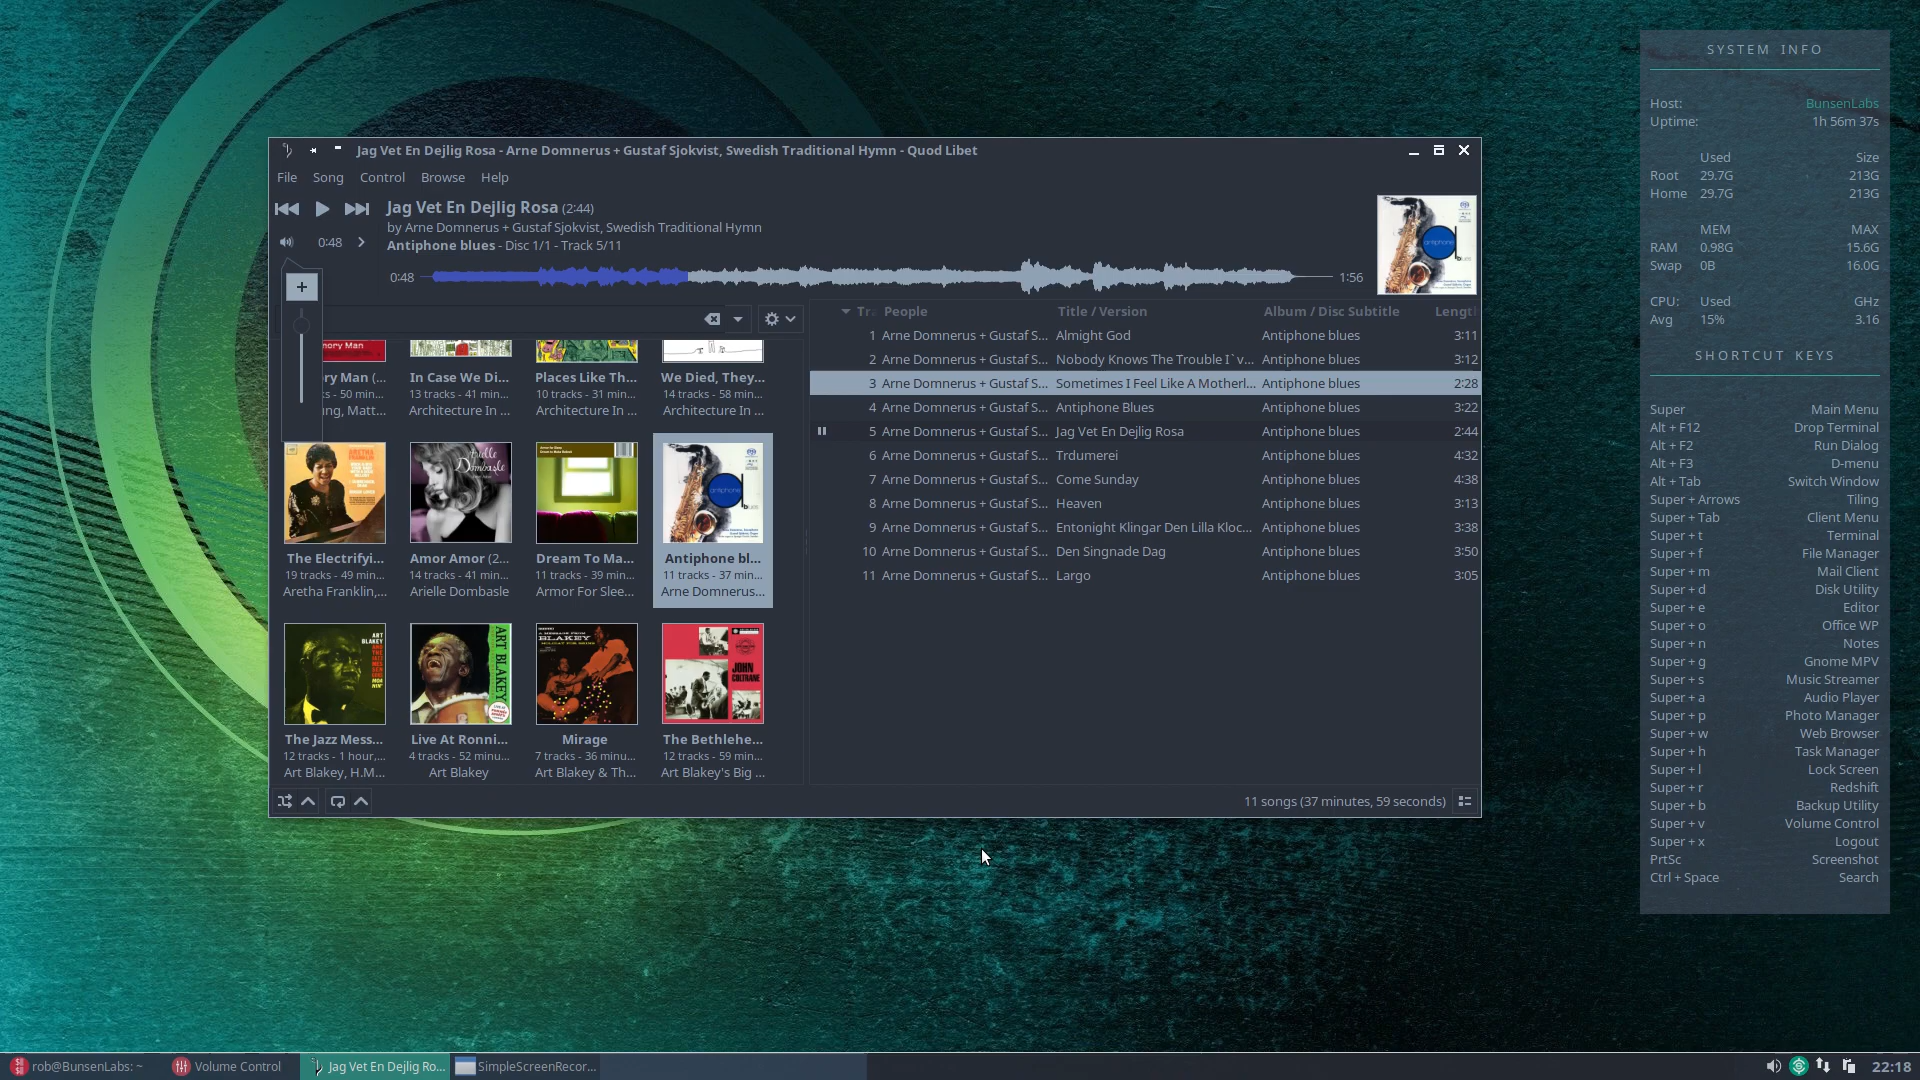 Jag Vet En Dejlig Rosa - Arne Domnerus + Gustaf Sjokvist, Swedish Traditional Hymn - Quod Libet
File Song Control Browse Help
Jag Vet En Dejlig Rosa (2:44)
by Arne Domnerus + Gustaf Sjokvist, Swedish Traditional Hymn
0:48
Antiphone blues - Disc 1/1 - Track 5/11
0:48 1:56
+
ory Man (... In Case We Di... Places Like Th... We Died, They...
ks - 50 min... 13 tracks - 41 min... 10 tracks - 31 min... 14 tracks - 58 min...
ung, Matt... Architecture In ... Architecture In ... Architecture In ...
The Electrifyi... Amor Amor (2... Dream To Ma... Antiphone bl...
19 tracks - 49 min... 14 tracks - 41 min... 11 tracks - 39 min... 11 tracks - 37 min...
Aretha Franklin,... Arielle Dombasle Armor For Slee... Arne Domnerus...
ART BLAKEY
ART BLAKEY
BLAKEY
JOHN COLTRANE
The Jazz Mess... Live At Ronni... Mirage The Bethlehe...
12 tracks - 1 hour,... 4 tracks - 52 minu... 7 tracks - 36 minu... 12 tracks - 59 min...
Art Blakey, H.M... Art Blakey Art Blakey & Th... Art Blakey's Big ...
Tr People Title / Version Album / Disc Subtitle Lengt
1 Arne Domnerus + Gustaf S... Almight God Antiphone blues 3:11
2 Arne Domnerus + Gustaf S... Nobody Knows The Trouble I`v... Antiphone blues 3:12
3 Arne Domnerus + Gustaf S... Sometimes I Feel Like A Motherl... Antiphone blues 2:28
4 Arne Domnerus + Gustaf S... Antiphone Blues Antiphone blues 3:22
5 Arne Domnerus + Gustaf S... Jag Vet En Dejlig Rosa Antiphone blues 2:44
6 Arne Domnerus + Gustaf S... Trdumerei Antiphone blues 4:32
7 Arne Domnerus + Gustaf S... Come Sunday Antiphone blues 4:38
8 Arne Domnerus + Gustaf S... Heaven Antiphone blues 3:13
9 Arne Domnerus + Gustaf S... Entonight Klingar Den Lilla Kloc... Antiphone blues 3:38
10 Arne Domnerus + Gustaf S... Den Singnade Dag Antiphone blues 3:50
11 Arne Domnerus + Gustaf S... Largo Antiphone blues 3:05
11 songs (37 minutes, 59 seconds)
SYSTEM INFO
Host: BunsenLabs
Uptime: 1h 56m 37s
Used Size
Root 29.7G 213G
Home 29.7G 213G
MEM MAX
RAM 0.98G 15.6G
Swap 0B 16.0G
CPU: Used GHz
Avg 15% 3.16
SHORTCUT KEYS
Super Main Menu
Alt + F12 Drop Terminal
Alt + F2 Run Dialog
Alt + F3 D-menu
Alt + Tab Switch Window
Super + Arrows Tiling
Super + Tab Client Menu
Super + t Terminal
Super + f File Manager
Super + m Mail Client
Super + d Disk Utility
Super + e Editor
Super + o Office WP
Super + n Notes
Super + g Gnome MPV
Super + s Music Streamer
Super + a Audio Player
Super + p Photo Manager
Super + w Web Browser
Super + h Task Manager
Super + l Lock Screen
Super + r Redshift
Super + b Backup Utility
Super + v Volume Control
Super + x Logout
PrtSc Screenshot
Ctrl + Space Search
rob@BunsenLabs: ~ Volume Control Jag Vet En Dejlig Ro... SimpleScreenRecor... 22:18